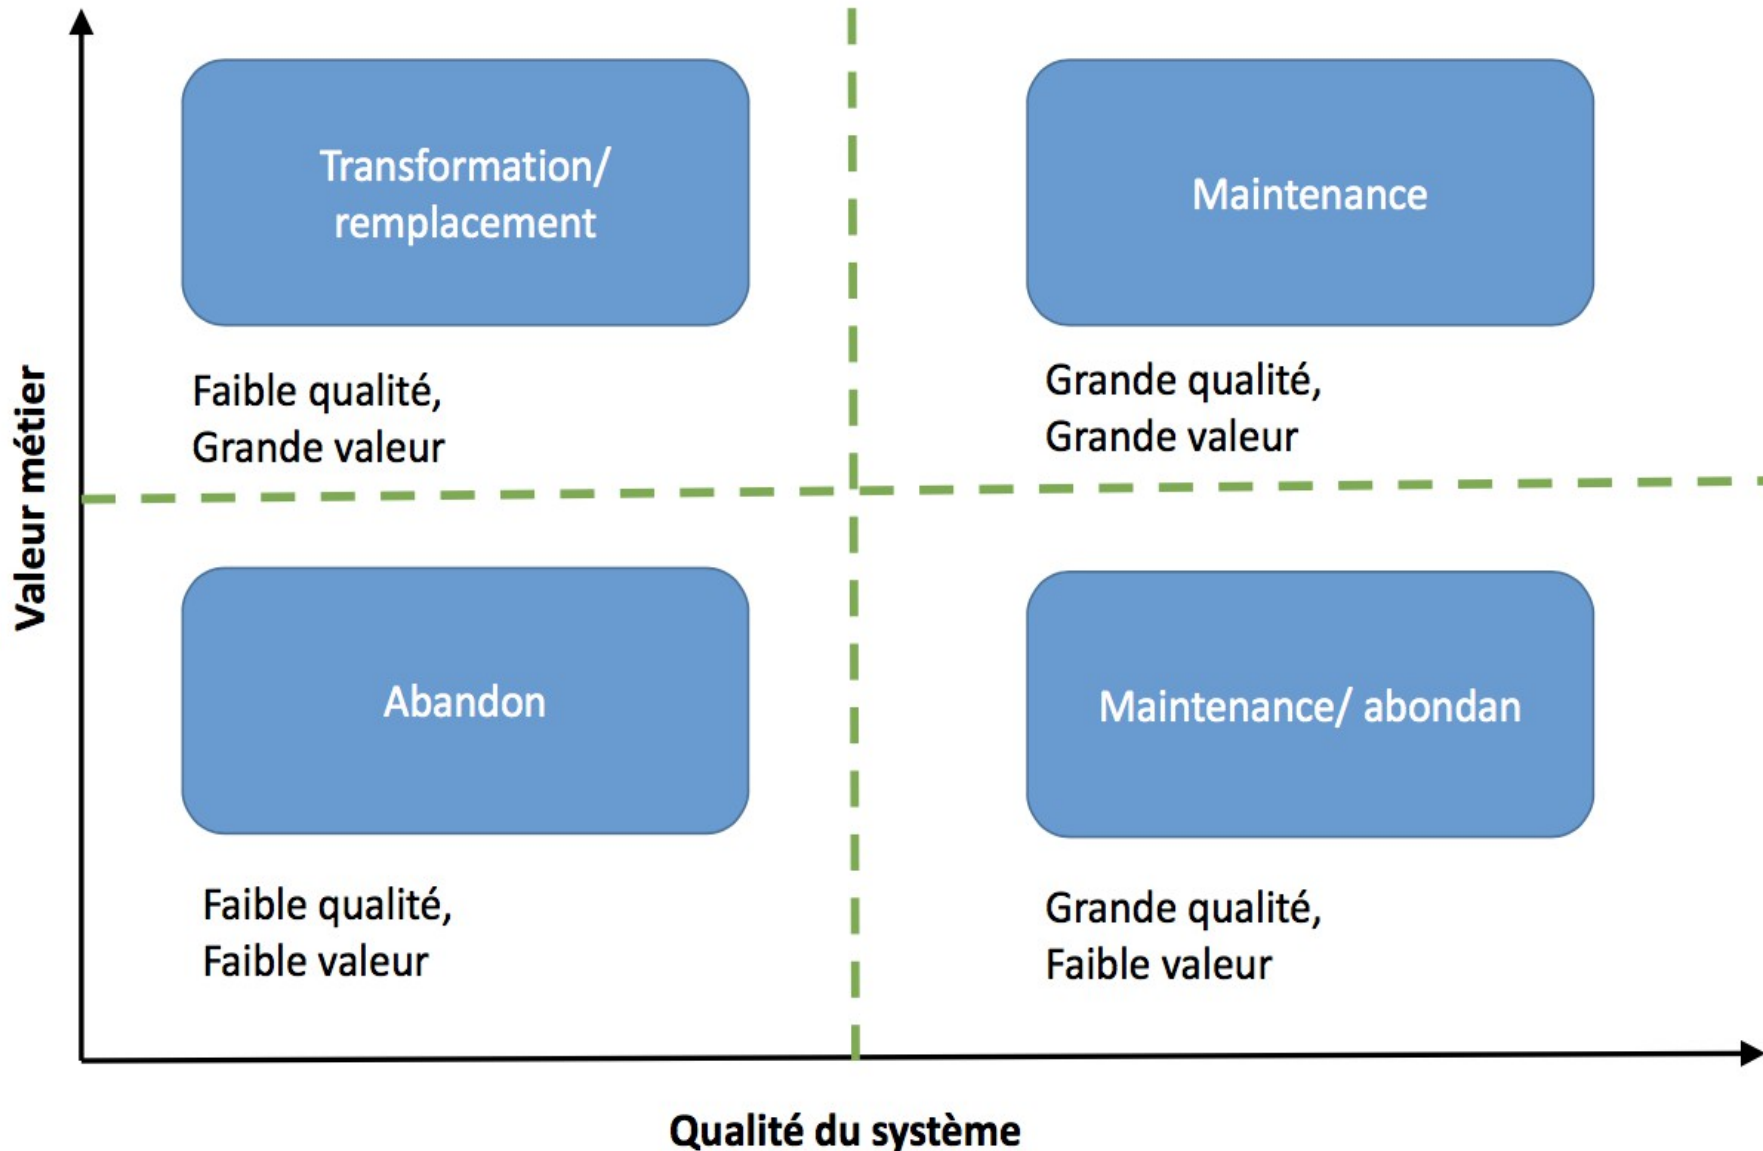 Transformation/
remplacement
Maintenance
Faible qualité,
Grande valeur
Grande qualité,
Grande valeur
Valeur métier
Abandon
Maintenance/ abondan
Faible qualité,
Faible valeur
Grande qualité,
Faible valeur
Qualité du système